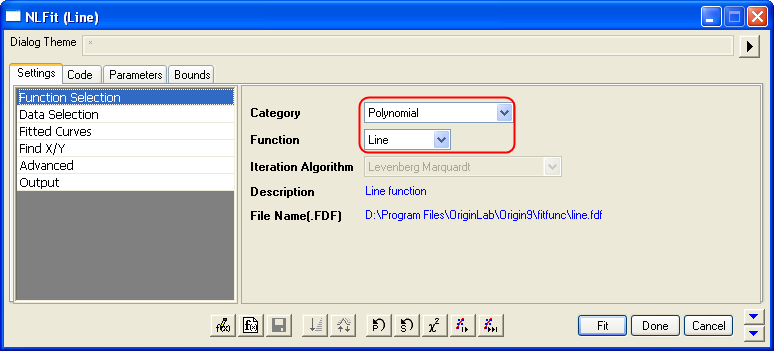 NLFit (Line)
Dialog Theme *
Settings Code Parameters Bounds
Function Selection
Data Selection
Fitted Curves
Find X/Y
Advanced
Output
Category Polynomial
Function Line
Iteration Algorithm Levenberg Marquardt
Description Line function
File Name(.FDF) D:\Program Files\OriginLab\Origin9\fitfunc\line.fdf
Fit Done Cancel